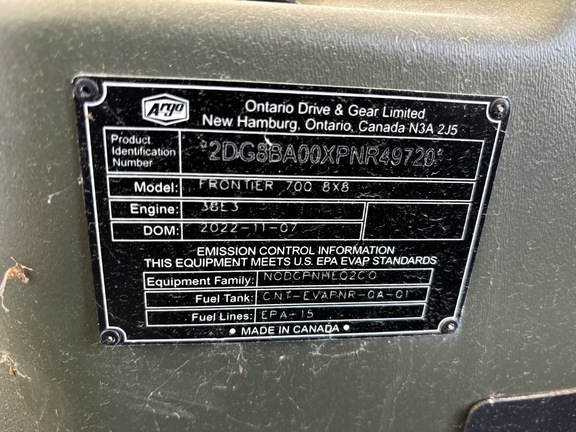 Argo
Ontario Drive & Gear Limited
New Hamburg, Ontario, Canada N3A 2J5
Product Identification Number
*2DG8BA00XPNR49720*
Model: FRONTIER 700 8X8
Engine: 38E3
DOM: 2022-11-07
EMISSION CONTROL INFORMATION
THIS EQUIPMENT MEETS U.S. EPA EVAP STANDARDS
Equipment Family:
Fuel Tank: CNT-EVAPNR-CA-01
Fuel Lines: EPA-15
• MADE IN CANADA •